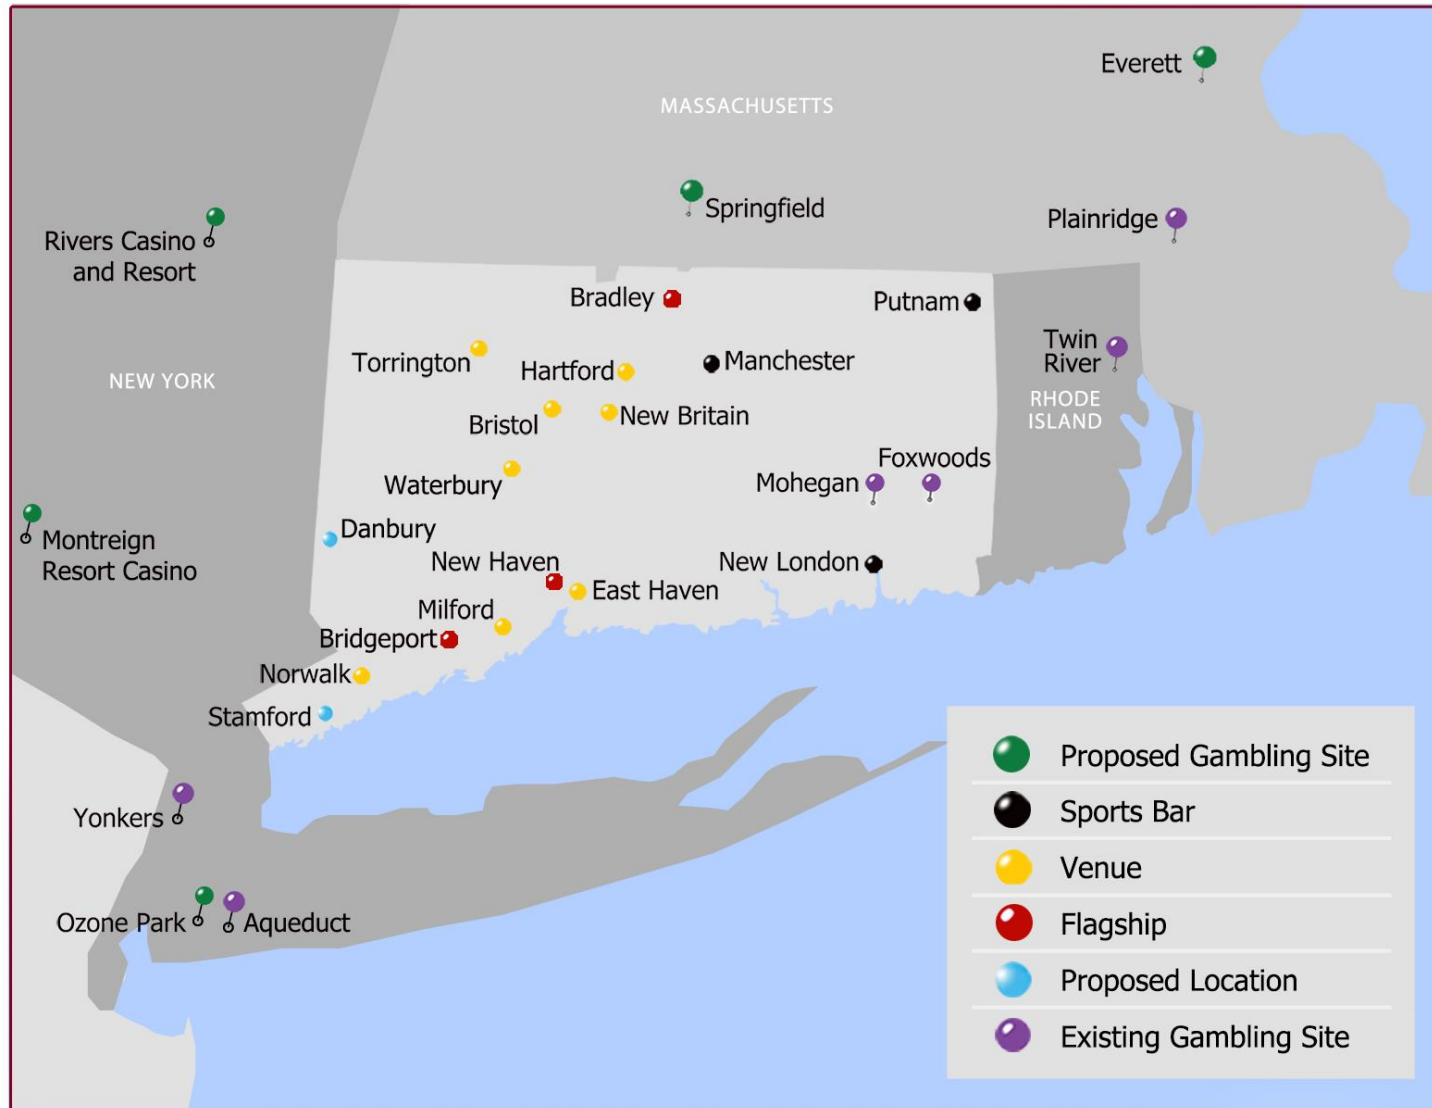 Everett
MASSACHUSETTS
Springfield
Plainridge
Rivers Casino
and Resort
Bradley
Putnam
Twin
River
Torrington
Hartford
Manchester
NEW YORK
RHODE
ISLAND
Bristol
New Britain
Foxwoods
Waterbury
Mohegan
Danbury
Montreign
Resort Casino
New Haven
New London
East Haven
Milford
Bridgeport
Norwalk
Stamford
Yonkers
Ozone Park
Aqueduct
Proposed Gambling Site
Sports Bar
Venue
Flagship
Proposed Location
Existing Gambling Site